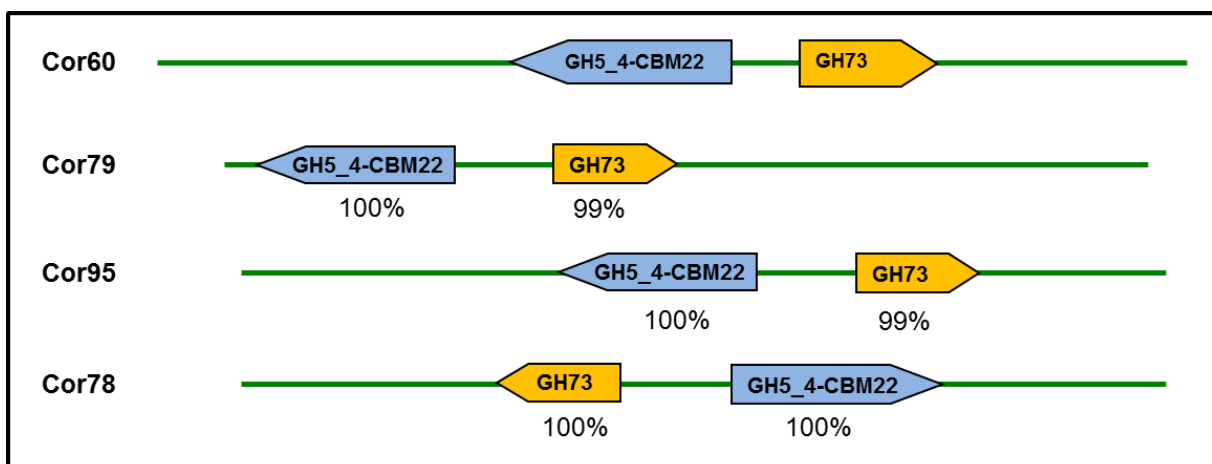 Cor60 GH5_4-CBM22 GH73
Cor79 GH5_4-CBM22 GH73
100% 99%
Cor95 GH5_4-CBM22 GH73
100% 99%
Cor78 GH73 GH5_4-CBM22
100% 100%